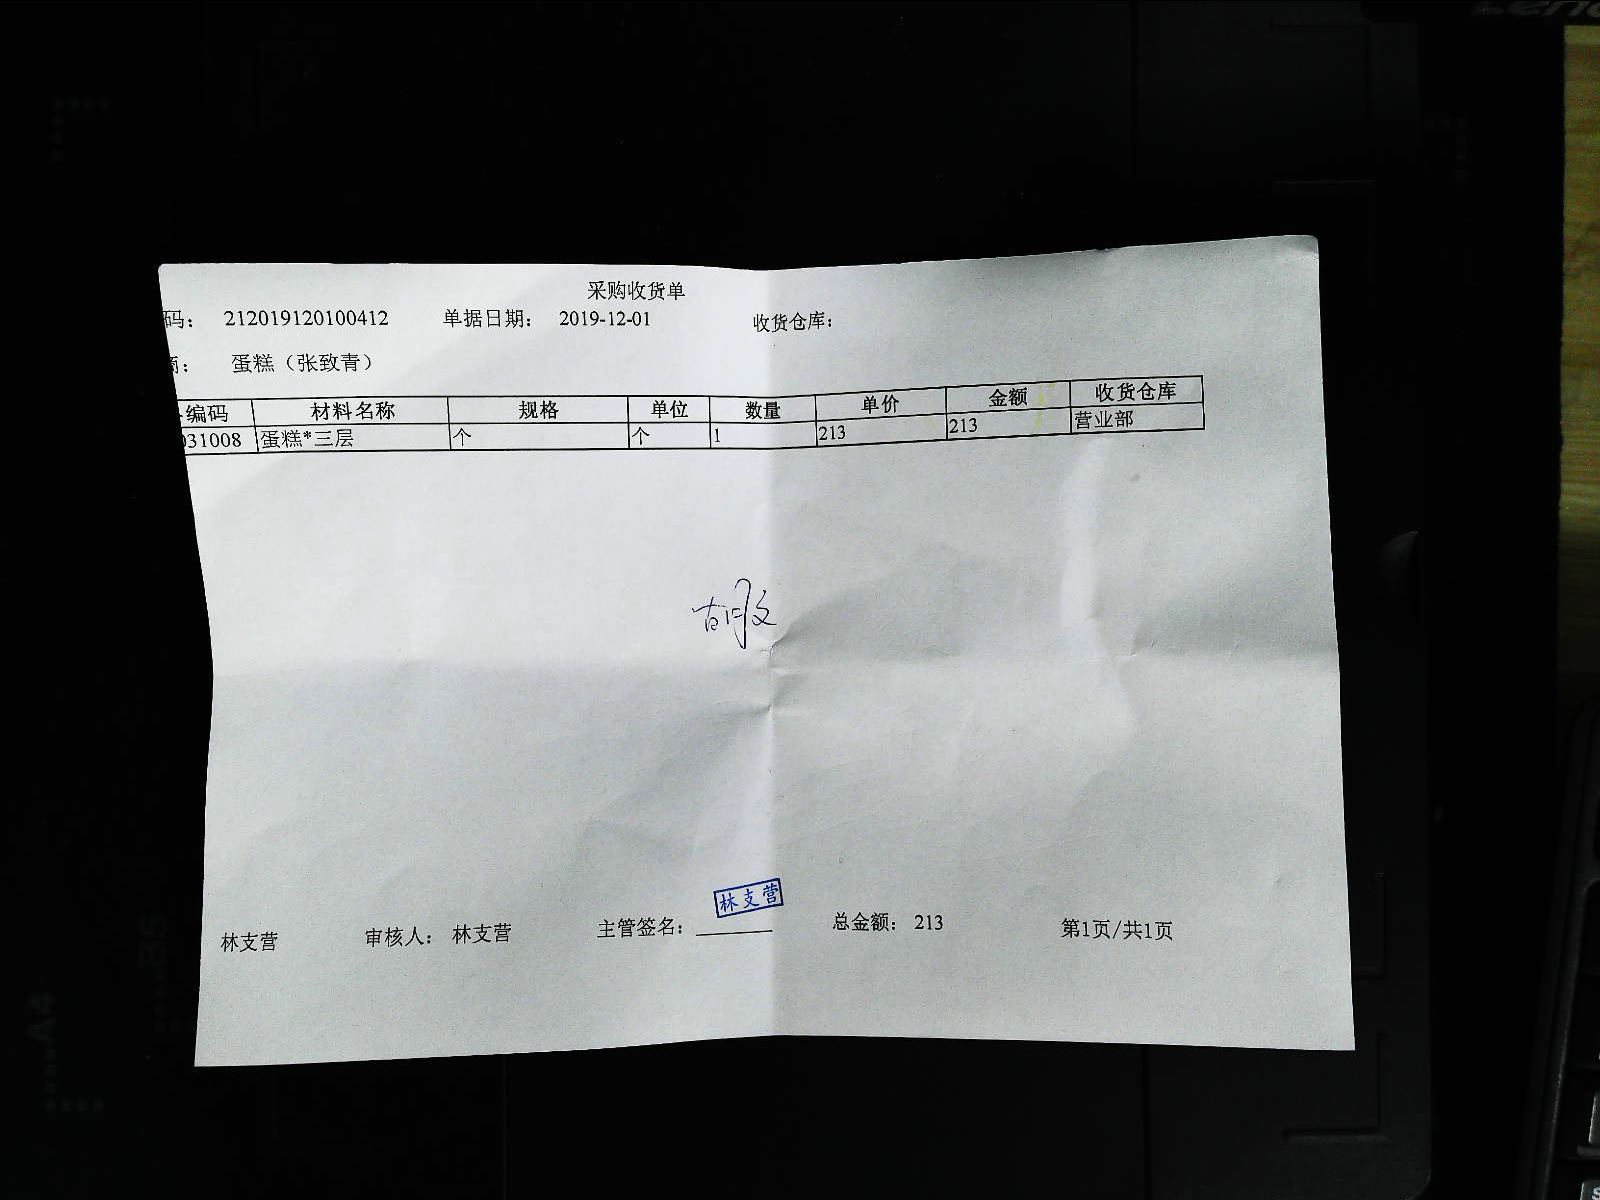 采购收货单
码： 212019120100412 单据日期： 2019-12-01 收货仓库：
商： 蛋糕（张致青）
编码 材料名称 规格 单位 数量 单价 金额 收货仓库
031008 蛋糕*三层 个 个 1 213 213 营业部
林支营
林支营 审核人： 林支营 主管签名： 总金额： 213 第1页/共1页